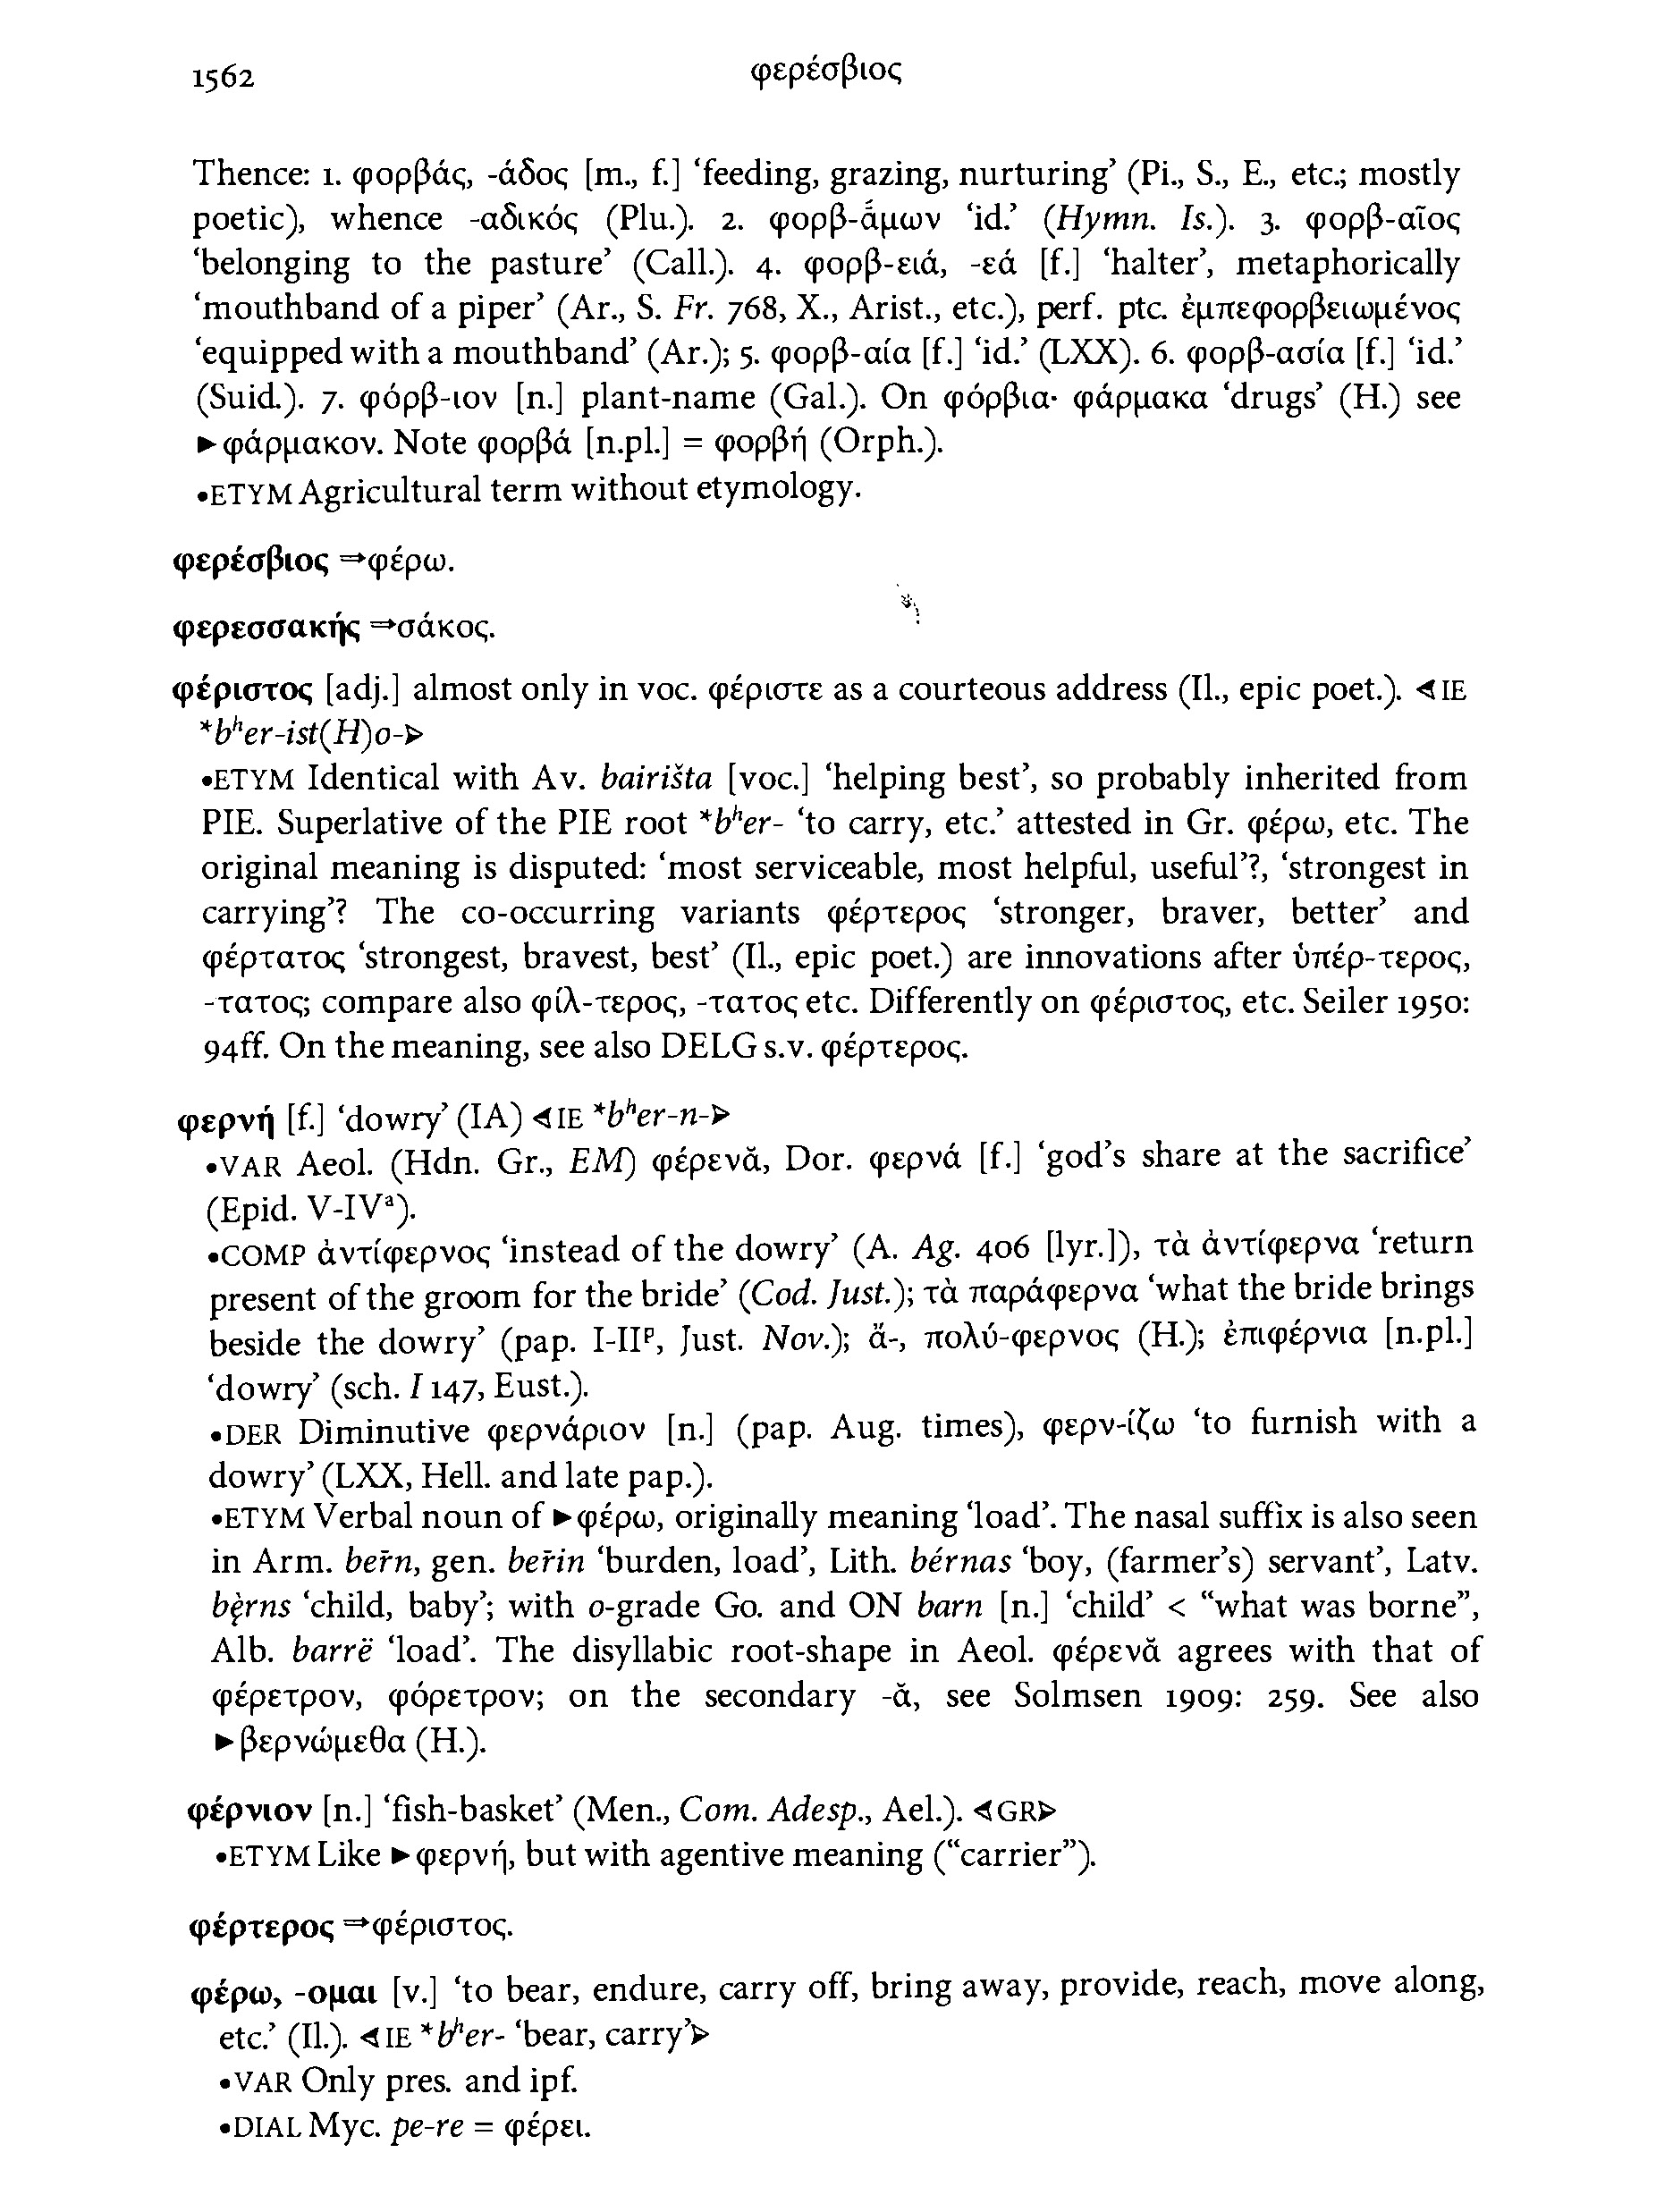 1562 φερέσβιος
Thence: 1. φορβάς, -άδος [m., f.] ‘feeding, grazing, nurturing’ (Pi., S., E., etc.; mostly
poetic), whence -αδικός (Plu.). 2. φορβ-ά̄μων ‘id.’ (Hymn. Is.). 3. φορβ-αῖος
‘belonging to the pasture’ (Call.). 4. φορβ-ειά, -εά [f.] ‘halter’, metaphorically
‘mouthband of a piper’ (Ar., S. Fr. 768, X., Arist., etc.), perf. ptc. ἐμπεφορβειωμένος
‘equipped with a mouthband’ (Ar.); 5. φορβ-αία [f.] ‘id.’ (LXX). 6. φορβ-ασία [f.] ‘id.’
(Suid.). 7. φόρβ-ιον [n.] plant-name (Gal.). On φόρβια· φάρμακα ‘drugs’ (H.) see
►φάρμακον. Note φορβά [n.pl.] = φορβή (Orph.).
•ETYM Agricultural term without etymology.
φερέσβιος ⇒φέρω.
φερεσσακής ⇒σάκος.
φέριστος [adj.] almost only in voc. φέριστε as a courteous address (Il., epic poet.). ⊲IE
*bʰer-ist(H)o-⊳
•ETYM Identical with Av. bairišta [voc.] ‘helping best’, so probably inherited from
PIE. Superlative of the PIE root *bʰer- ‘to carry, etc.’ attested in Gr. φέρω, etc. The
original meaning is disputed: ‘most serviceable, most helpful, useful’?, ‘strongest in
carrying’? The co-occurring variants φέρτερος ‘stronger, braver, better’ and
φέρτατος ‘strongest, bravest, best’ (Il., epic poet.) are innovations after ὑπέρ-τερος,
-τατος; compare also φίλ-τερος, -τατος etc. Differently on φέριστος, etc. Seiler 1950:
94ff. On the meaning, see also DELG s.v. φέρτερος.
φερνή [f.] ‘dowry’ (IA) ⊲IE *bʰer-n-⊳
•VAR Aeol. (Hdn. Gr., EM) φέρενᾰ, Dor. φερνά [f.] ‘god’s share at the sacrifice’
(Epid. V-IVᵃ).
•COMP ἀντίφερνος ‘instead of the dowry’ (A. Ag. 406 [lyr.]), τὰ ἀντίφερνα ‘return
present of the groom for the bride’ (Cod. Just.); τὰ παράφερνα ‘what the bride brings
beside the dowry’ (pap. I-IIᵖ, Just. Nov.); ἄ-, πολύ-φερνος (H.); ἐπιφέρνια [n.pl.]
‘dowry’ (sch. I 147, Eust.).
•DER Diminutive φερνάριον [n.] (pap. Aug. times), φερν-ίζω ‘to furnish with a
dowry’ (LXX, Hell. and late pap.).
•ETYM Verbal noun of ►φέρω, originally meaning ‘load’. The nasal suffix is also seen
in Arm. beṙn, gen. beṙin ‘burden, load’, Lith. bérnas ‘boy, (farmer’s) servant’, Latv.
bę̄rns ‘child, baby’; with o-grade Go. and ON barn [n.] ‘child’ < “what was borne”,
Alb. barrë ‘load’. The disyllabic root-shape in Aeol. φέρενᾰ agrees with that of
φέρετρον, φόρετρον; on the secondary -ᾰ, see Solmsen 1909: 259. See also
►βερνώμεθα (H.).
φέρνιον [n.] ‘fish-basket’ (Men., Com. Adesp., Ael.). ⊲GR⊳
•ETYM Like ►φερνή, but with agentive meaning (“carrier”).
φέρτερος ⇒φέριστος.
φέρω, -ομαι [v.] ‘to bear, endure, carry off, bring away, provide, reach, move along,
etc.’ (Il.). ⊲IE *bʰer- ‘bear, carry’⊳
•VAR Only pres. and ipf.
•DIAL Myc. pe-re = φέρει.